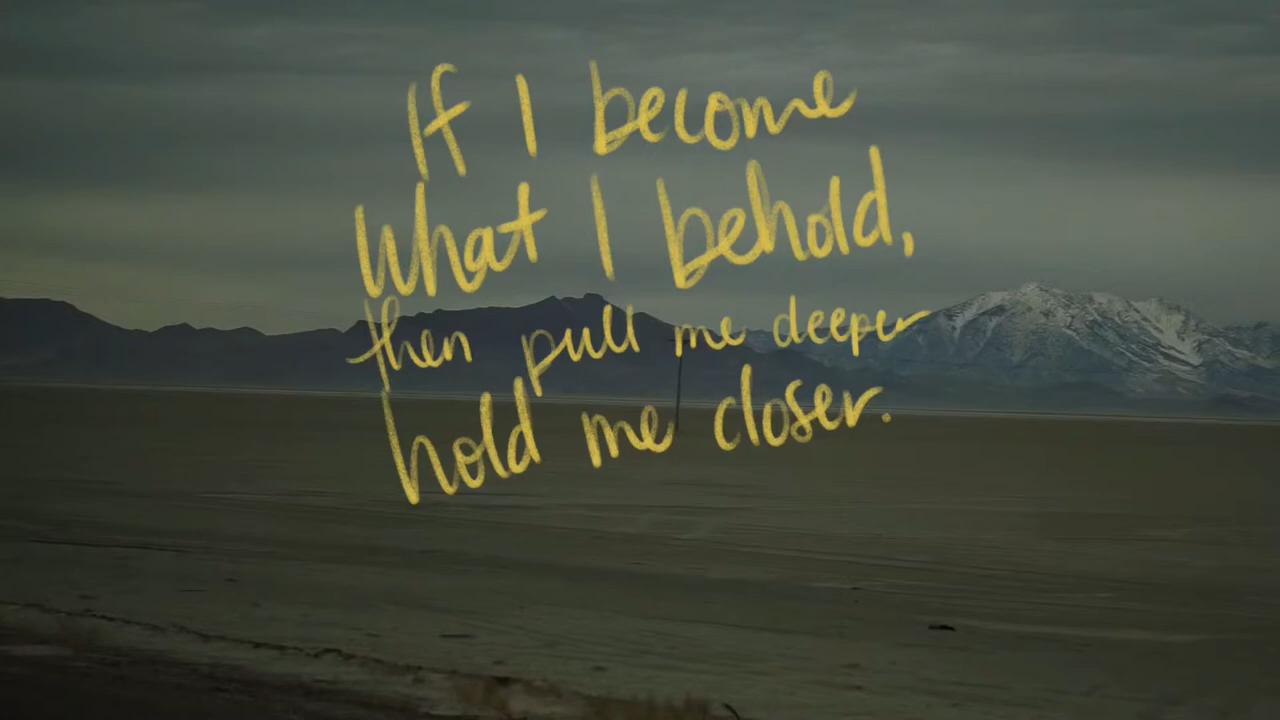 If I become
What I behold,
then pull me deeper
hold me closer.